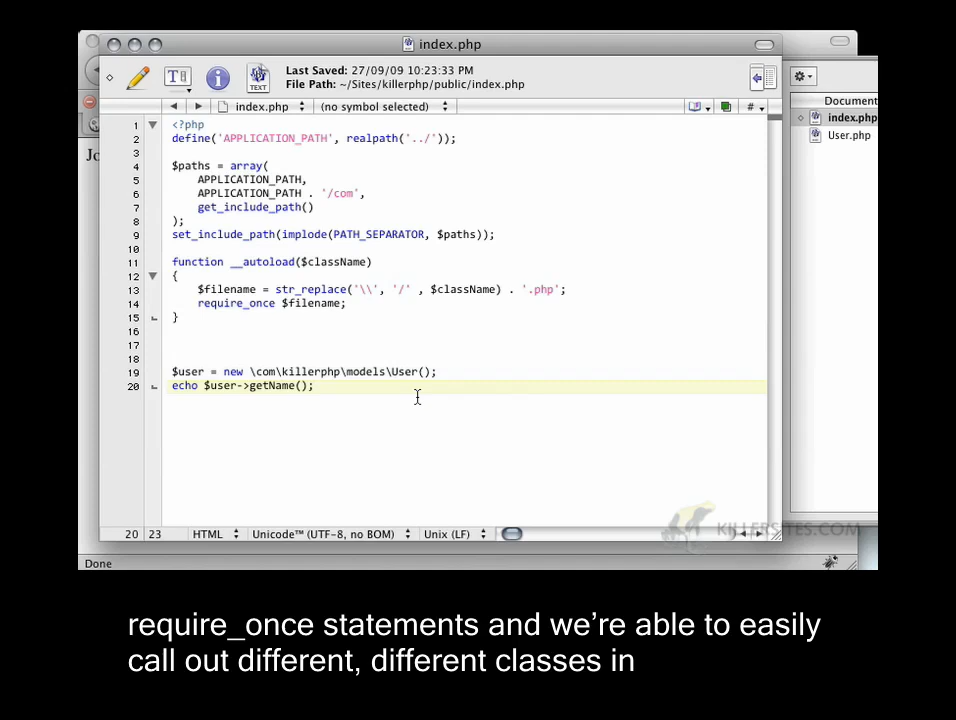 index.php
Last Saved: 27/09/09 10:23:33 PM
File Path: ~/Sites/killerphp/public/index.php
TEXT
index.php
(no symbol selected)
#
Document
index.php
User.php
Jo
1 <?php
2 define('APPLICATION_PATH', realpath('../'));
3
4 $paths = array(
5 APPLICATION_PATH,
6 APPLICATION_PATH . '/com',
7 get_include_path()
8 );
9 set_include_path(implode(PATH_SEPARATOR, $paths));
10
11 function __autoload($className)
12 {
13 $filename = str_replace('\\', '/' , $className) . '.php';
14 require_once $filename;
15 }
16
17
18
19 $user = new \com\killerphp\models\User();
20 echo $user->getName();
20 23 HTML Unicode™ (UTF-8, no BOM) Unix (LF)
KILLERSITES.COM
Done
require_once statements and we're able to easily
call out different, different classes in